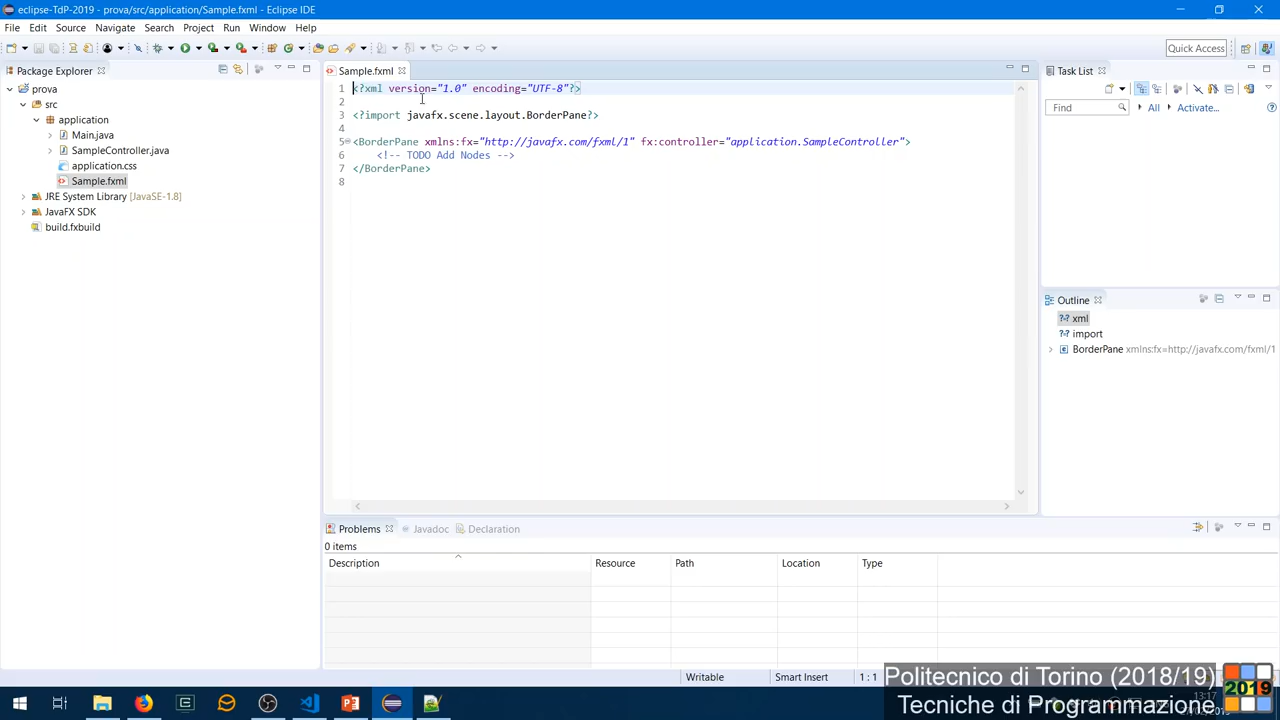 eclipse-TdP-2019 - prova/src/application/Sample.fxml - Eclipse IDE
File Edit Source Navigate Search Project Run Window Help
Quick Access
Package Explorer
prova
src
application
Main.java
SampleController.java
application.css
Sample.fxml
JRE System Library [JavaSE-1.8]
JavaFX SDK
build.fxbuild
Sample.fxml
1 <?xml version="1.0" encoding="UTF-8"?>
2
3 <?import javafx.scene.layout.BorderPane?>
4
5 <BorderPane xmlns:fx="http://javafx.com/fxml/1" fx:controller="application.SampleController">
6 <!-- TODO Add Nodes -->
7 </BorderPane>
8
Task List
Find All Activate...
Outline
xml
import
BorderPane xmlns:fx=http://javafx.com/fxml/1
Problems Javadoc Declaration
0 items
Description Resource Path Location Type
Writable Smart Insert 1 : 1
Politecnico di Torino (2018/19)
Tecniche di Programmazione
2019
13:17